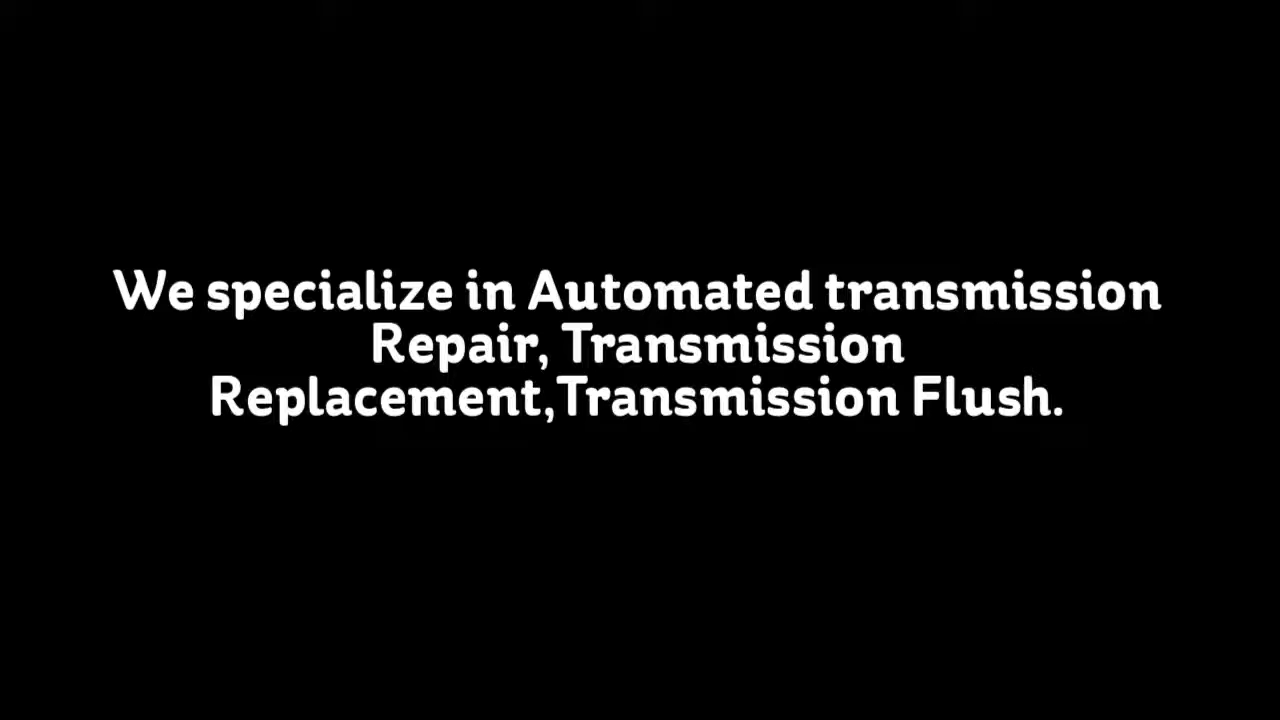 We specialize in Automated transmission
Repair, Transmission
Replacement,Transmission Flush.